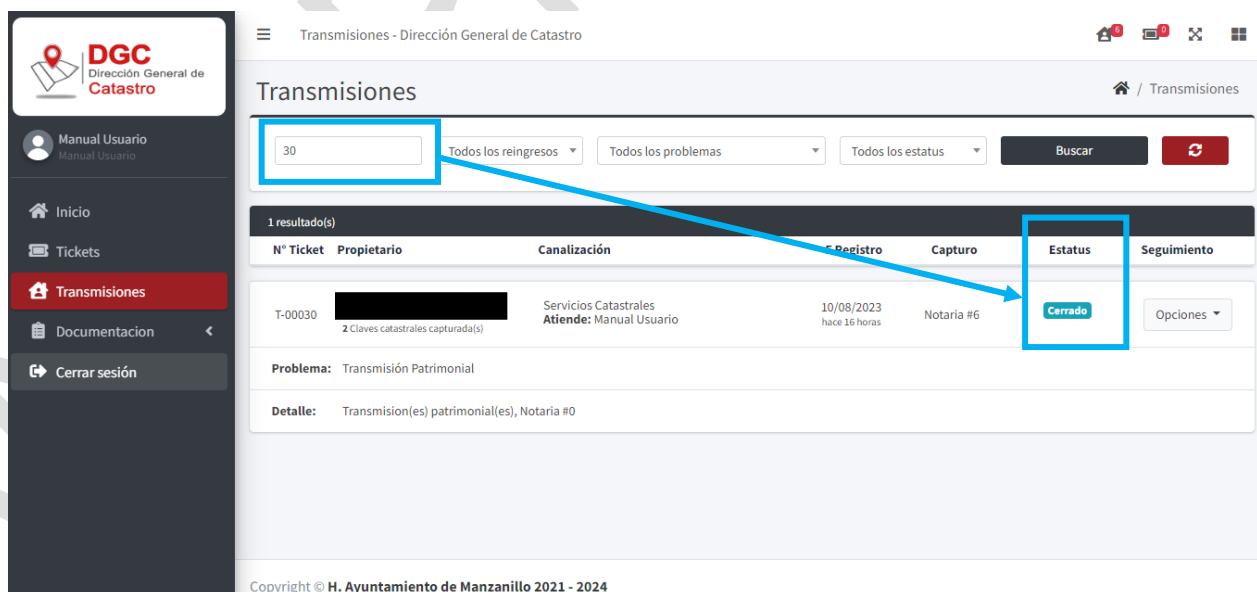 DGC
Dirección General de
Catastro
Transmisiones - Dirección General de Catastro
6
0
Transmisiones
/ Transmisiones
Manual Usuario
Manual Usuario
30
Todos los reingresos
Todos los problemas
Todos los estatus
Buscar
Inicio
Tickets
Transmisiones
Documentacion
Cerrar sesión
1 resultado(s)
N° Ticket Propietario Canalización F Registro Capturo Estatus Seguimiento
T-00030
2 Claves catastrales capturada(s)
Servicios Catastrales
Atiende: Manual Usuario
10/08/2023
hace 16 horas
Notaria #6
Cerrado
Opciones
Problema: Transmisión Patrimonial
Detalle: Transmision(es) patrimonial(es), Notaria #0
Copyright © H. Ayuntamiento de Manzanillo 2021 - 2024